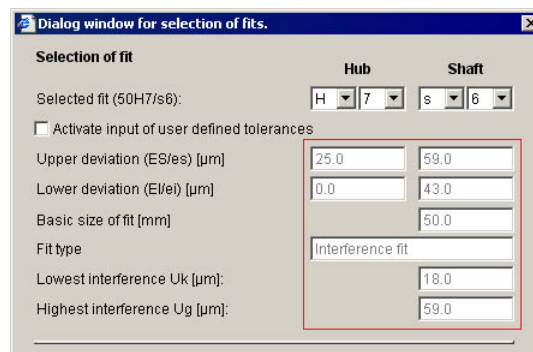 Dialog window for selection of fits.
Selection of fit
Hub Shaft
Selected fit (50H7/s6): H 7 s 6
Activate input of user defined tolerances
Upper deviation (ES/es) [µm] 25.0 59.0
Lower deviation (EI/ei) [µm] 0.0 43.0
Basic size of fit [mm] 50.0
Fit type Interference fit
Lowest interference Uk [µm]: 18.0
Highest interference Ug [µm]: 59.0